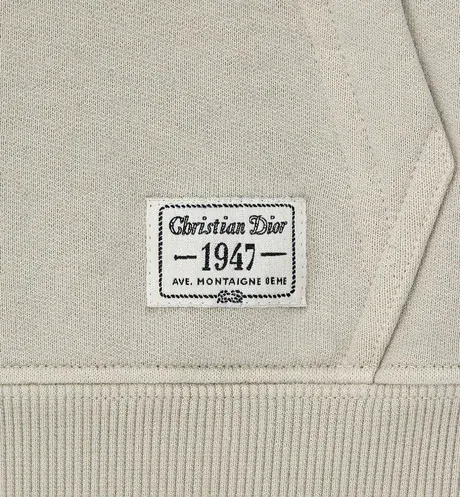 Christian Dior
—1947—
AVE. MONTAIGNE 8EME